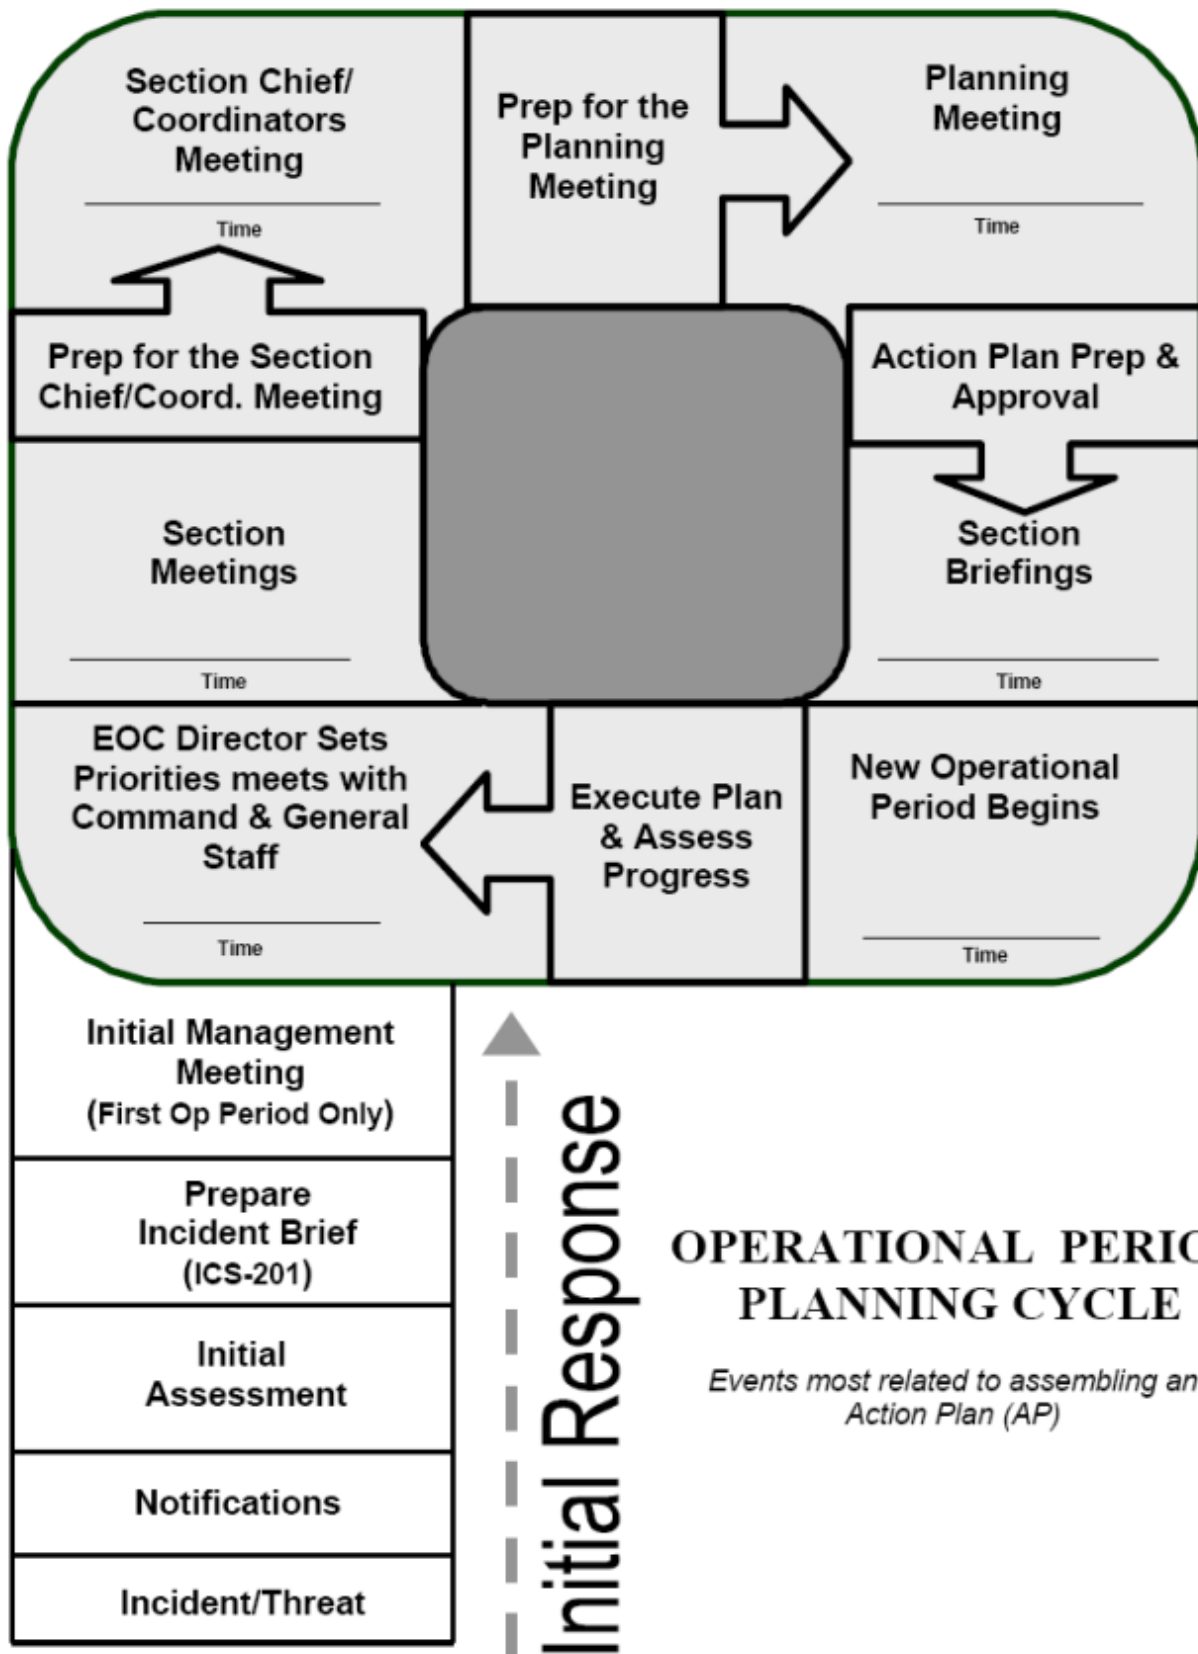 Section Chief/
Coordinators
Meeting
Time
Prep for the
Planning
Meeting
Planning
Meeting
Time
Prep for the Section
Chief/Coord. Meeting
Action Plan Prep &
Approval
Section
Meetings
Time
Section
Briefings
Time
EOC Director Sets
Priorities meets with
Command & General
Staff
Time
Execute Plan
& Assess
Progress
New Operational
Period Begins
Time
Initial Management
Meeting
(First Op Period Only)
Prepare
Incident Brief
(ICS-201)
Initial
Assessment
Notifications
Incident/Threat
Initial Response
OPERATIONAL PERIO
PLANNING CYCLE
Events most related to assembling an
Action Plan (AP)